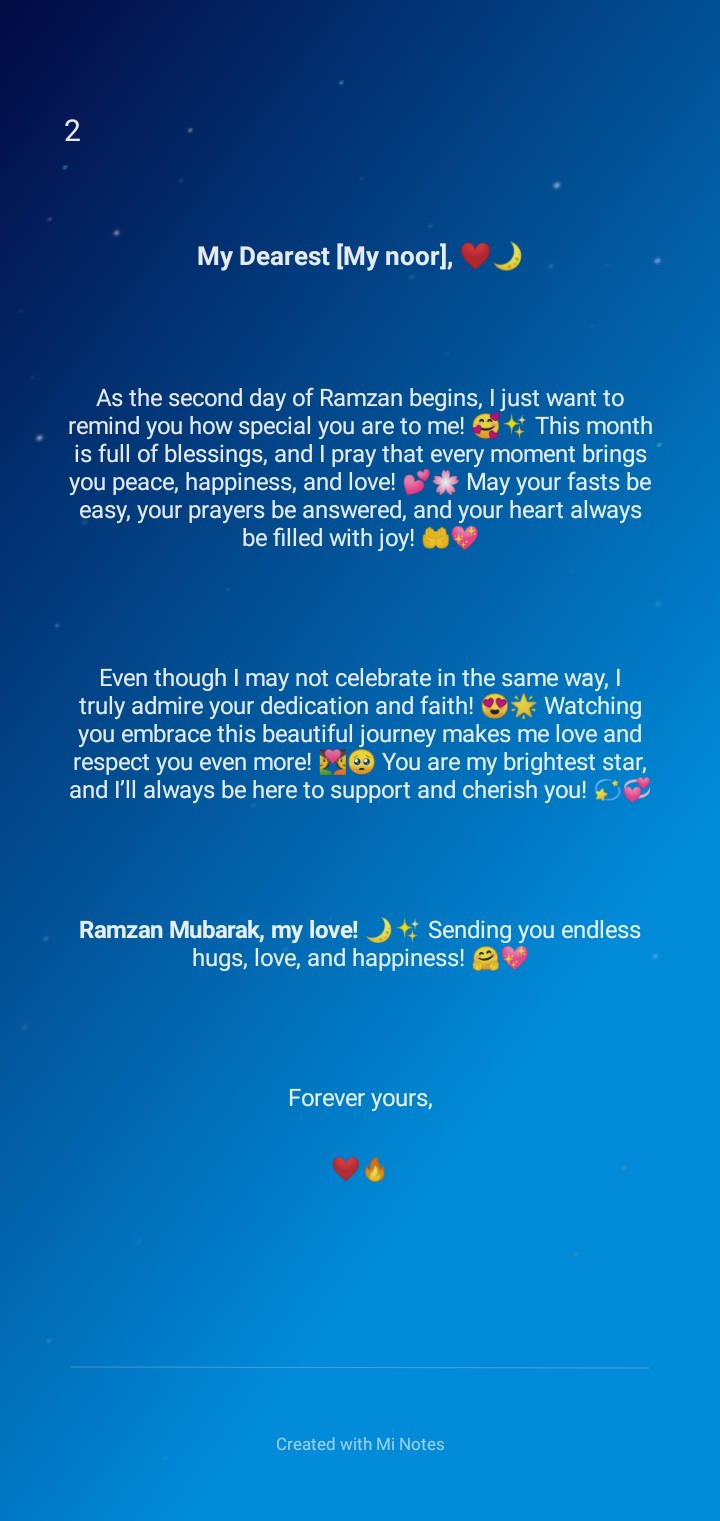 2
My Dearest [My noor], ❤️🌙
As the second day of Ramzan begins, I just want to
remind you how special you are to me! 🥰✨ This month
is full of blessings, and I pray that every moment brings
you peace, happiness, and love! 💕🌸 May your fasts be
easy, your prayers be answered, and your heart always
be filled with joy! 🤲💖
Even though I may not celebrate in the same way, I
truly admire your dedication and faith! 😍🌟 Watching
you embrace this beautiful journey makes me love and
respect you even more! 💑🥺 You are my brightest star,
and I’ll always be here to support and cherish you! 💫💞
Ramzan Mubarak, my love! 🌙✨ Sending you endless
hugs, love, and happiness! 🤗💖
Forever yours,
❤️🔥
Created with Mi Notes